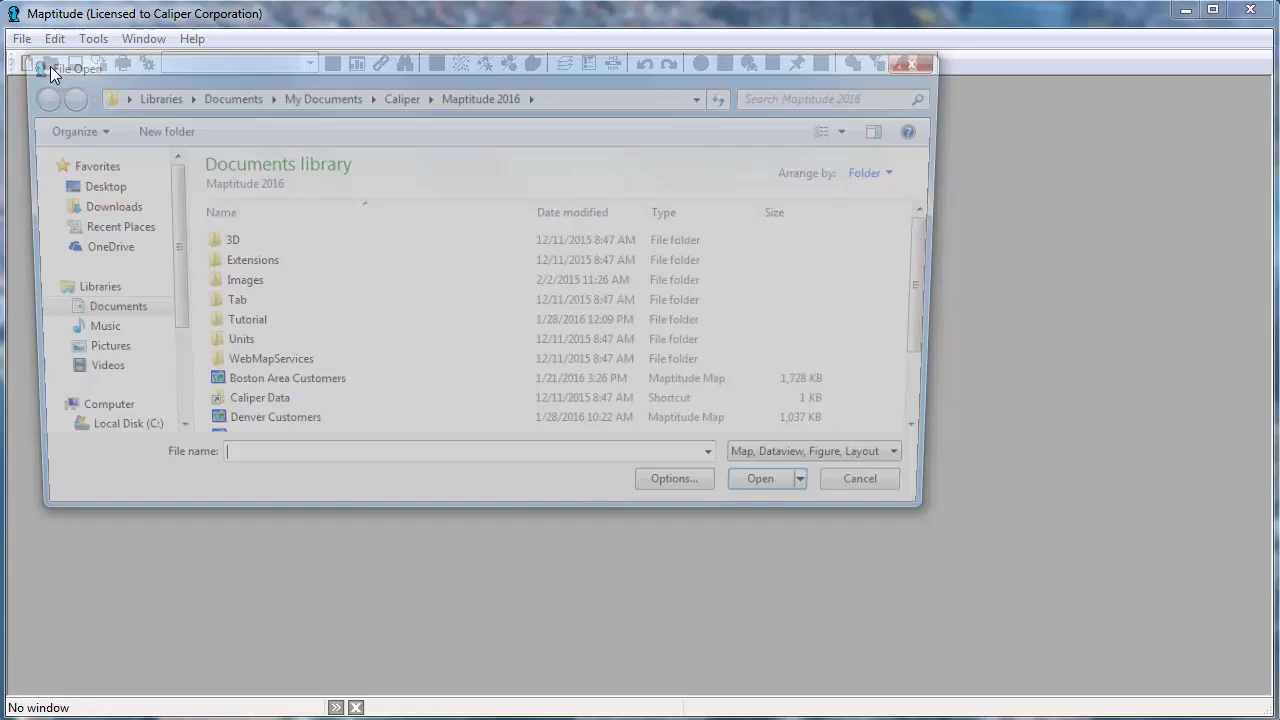 Maptitude (Licensed to Caliper Corporation)
File Edit Tools Window Help
File Open
Libraries Documents My Documents Caliper Maptitude 2016
Search Maptitude 2016
Organize New folder
Favorites
Desktop
Downloads
Recent Places
OneDrive
Libraries
Documents
Music
Pictures
Videos
Computer
Local Disk (C:)
Documents library
Maptitude 2016
Arrange by: Folder
Name Date modified Type Size
3D 12/11/2015 8:47 AM File folder
Extensions 12/11/2015 8:47 AM File folder
Images 2/2/2015 11:26 AM File folder
Tab 12/11/2015 8:47 AM File folder
Tutorial 1/28/2016 12:09 PM File folder
Units 12/11/2015 8:47 AM File folder
WebMapServices 12/11/2015 8:47 AM File folder
Boston Area Customers 1/21/2016 3:26 PM Maptitude Map 1,728 KB
Caliper Data 12/11/2015 8:47 AM Shortcut 1 KB
Denver Customers 1/28/2016 10:22 AM Maptitude Map 1,037 KB
File name:
Map, Dataview, Figure, Layout
Options... Open Cancel
No window